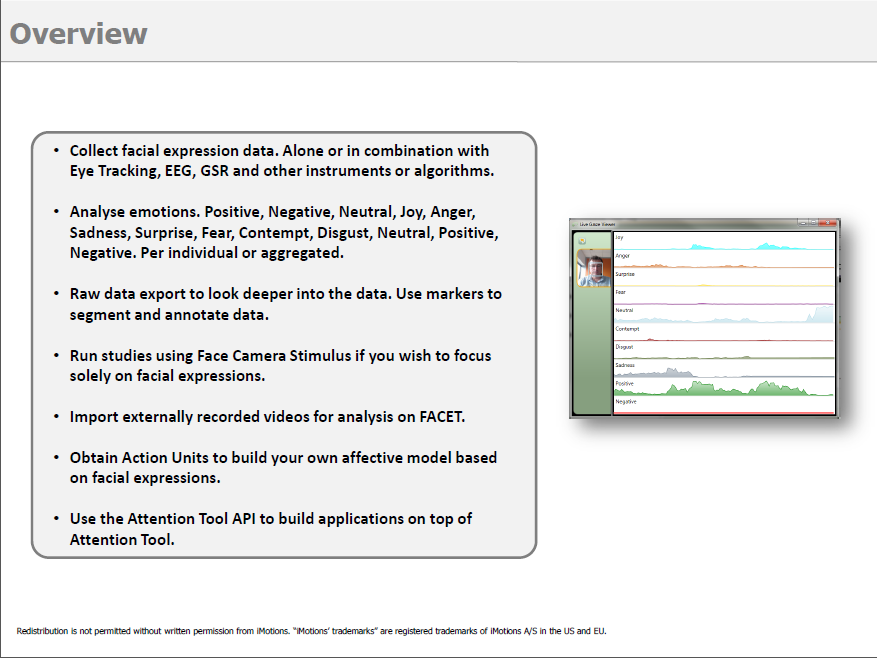 Overview
• Collect facial expression data. Alone or in combination with
Eye Tracking, EEG, GSR and other instruments or algorithms.
• Analyse emotions. Positive, Negative, Neutral, Joy, Anger,
Sadness, Surprise, Fear, Contempt, Disgust, Neutral, Positive,
Negative. Per individual or aggregated.
• Raw data export to look deeper into the data. Use markers to
segment and annotate data.
• Run studies using Face Camera Stimulus if you wish to focus
solely on facial expressions.
• Import externally recorded videos for analysis on FACET.
• Obtain Action Units to build your own affective model based
on facial expressions.
• Use the Attention Tool API to build applications on top of
Attention Tool.
Live Gaze Viewer
Joy
Anger
Surprise
Fear
Neutral
Contempt
Disgust
Sadness
Positive
Negative
Redistribution is not permitted without written permission from iMotions. "iMotions' trademarks" are registered trademarks of iMotions A/S in the US and EU.